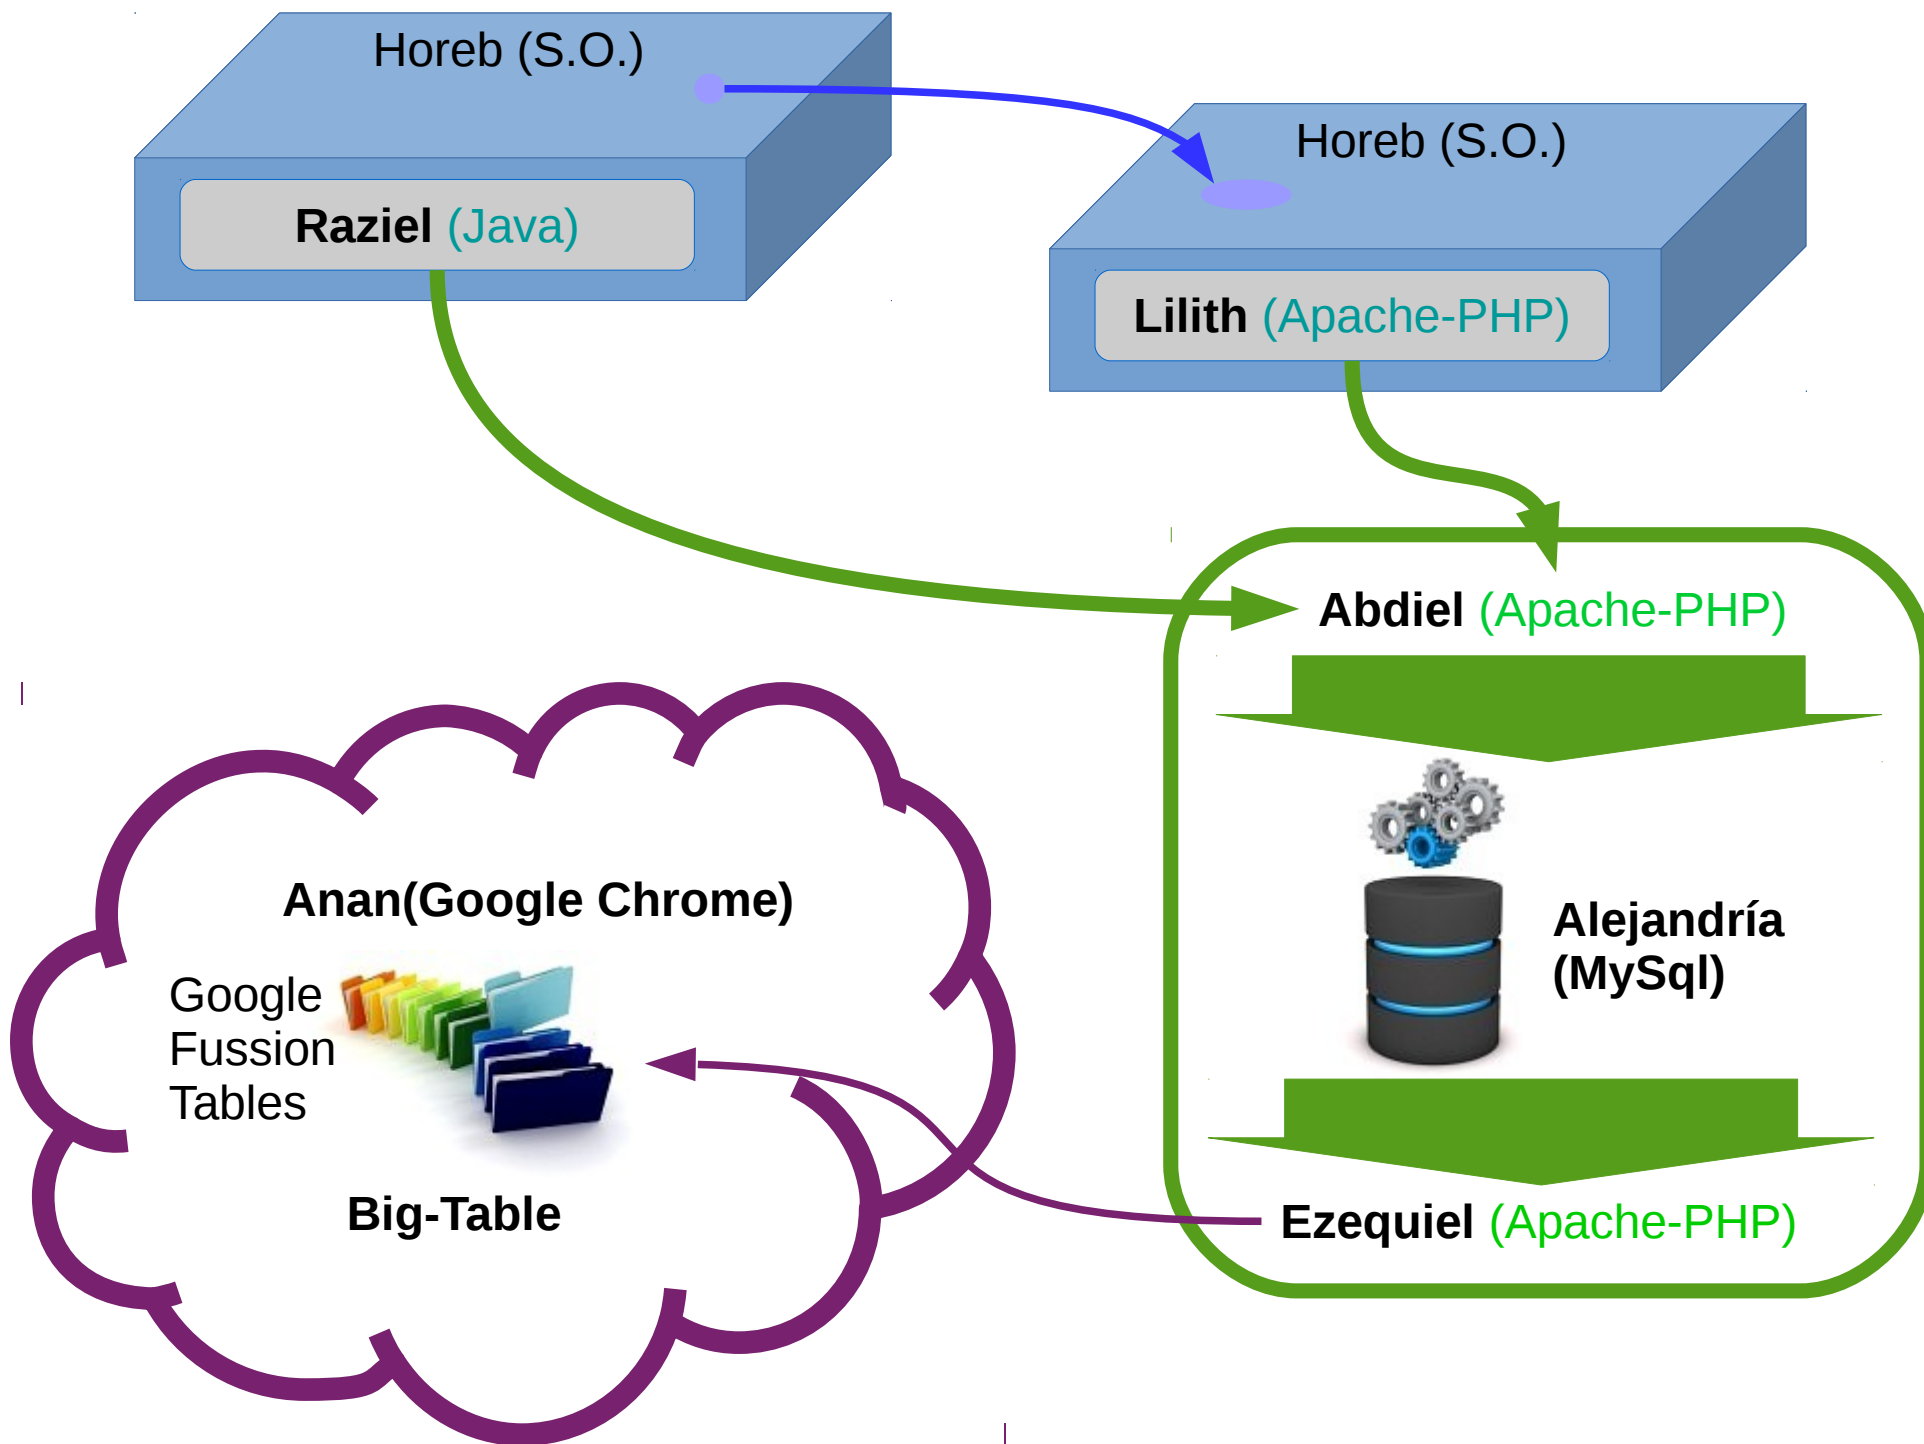 Horeb (S.O.)
Raziel (Java)
Horeb (S.O.)
Lilith (Apache-PHP)
Abdiel (Apache-PHP)
Alejandría
(MySql)
Ezequiel (Apache-PHP)
Anan(Google Chrome)
Google
Fussion
Tables
Big-Table